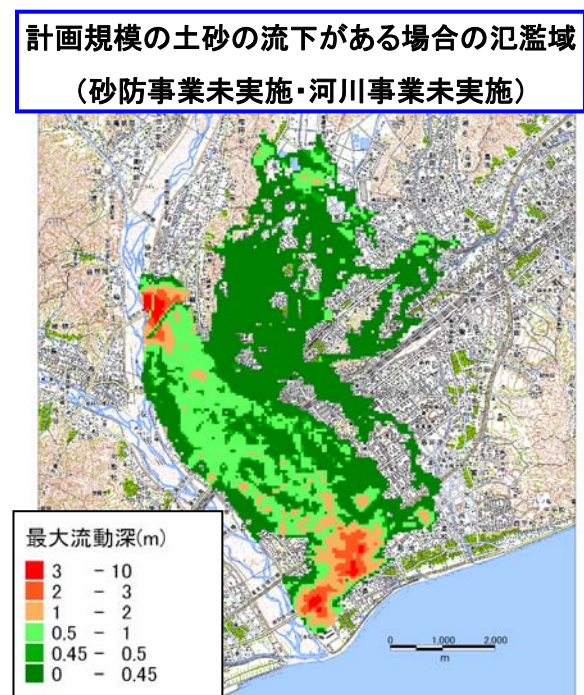 計画規模の土砂の流下がある場合の氾濫域
（砂防事業未実施・河川事業未実施）
最大流動深(m)
3 - 10
2 - 3
1 - 2
0.5 - 1
0.45 - 0.5
0 - 0.45
0 1,000 2,000
m